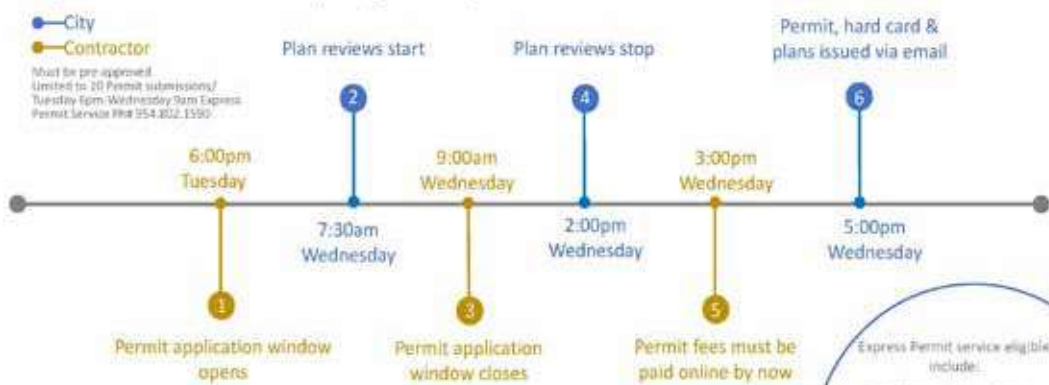 City
Contractor
Must be pre approved
Limited to 20 Permit submissions/
Tuesday 6pm-Wednesday 9am Express
Permit Service PH# 954.802.1590
Plan reviews start
Plan reviews stop
Permit, hard card &
plans issued via email
2
4
6
6:00pm
Tuesday
9:00am
Wednesday
3:00pm
Wednesday
7:30am
Wednesday
2:00pm
Wednesday
5:00pm
Wednesday
1
3
5
Permit application window
opens
Permit application
window closes
Permit fees must be
paid online by now
Express Permit service eligible
include: